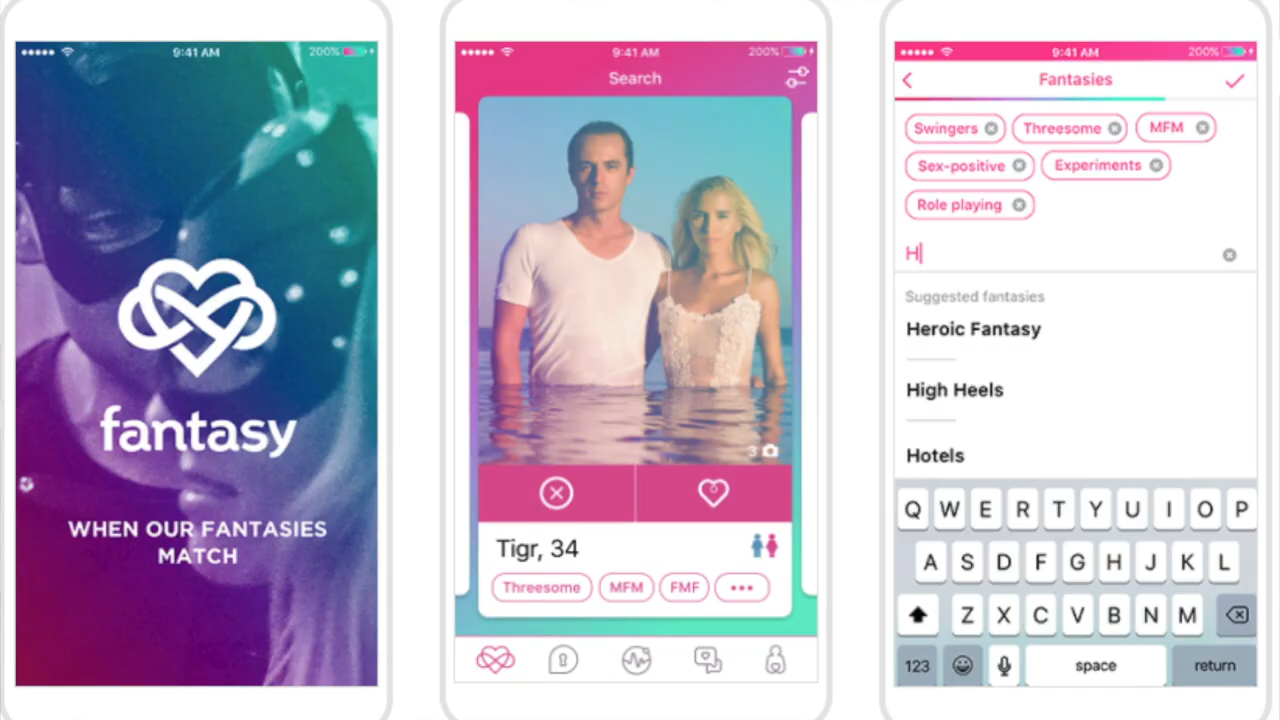 9:41 AM 200%
fantasy
WHEN OUR FANTASIES
MATCH
9:41 AM 200%
Search
3
Tigr, 34
Threesome MFM FMF •••
9:41 AM 200%
Fantasies
Swingers Threesome MFM
Sex-positive Experiments
Role playing
H
Suggested fantasies
Heroic Fantasy
High Heels
Hotels
Q W E R T Y U I O P
A S D F G H J K L
Z X C V B N M
123 space return